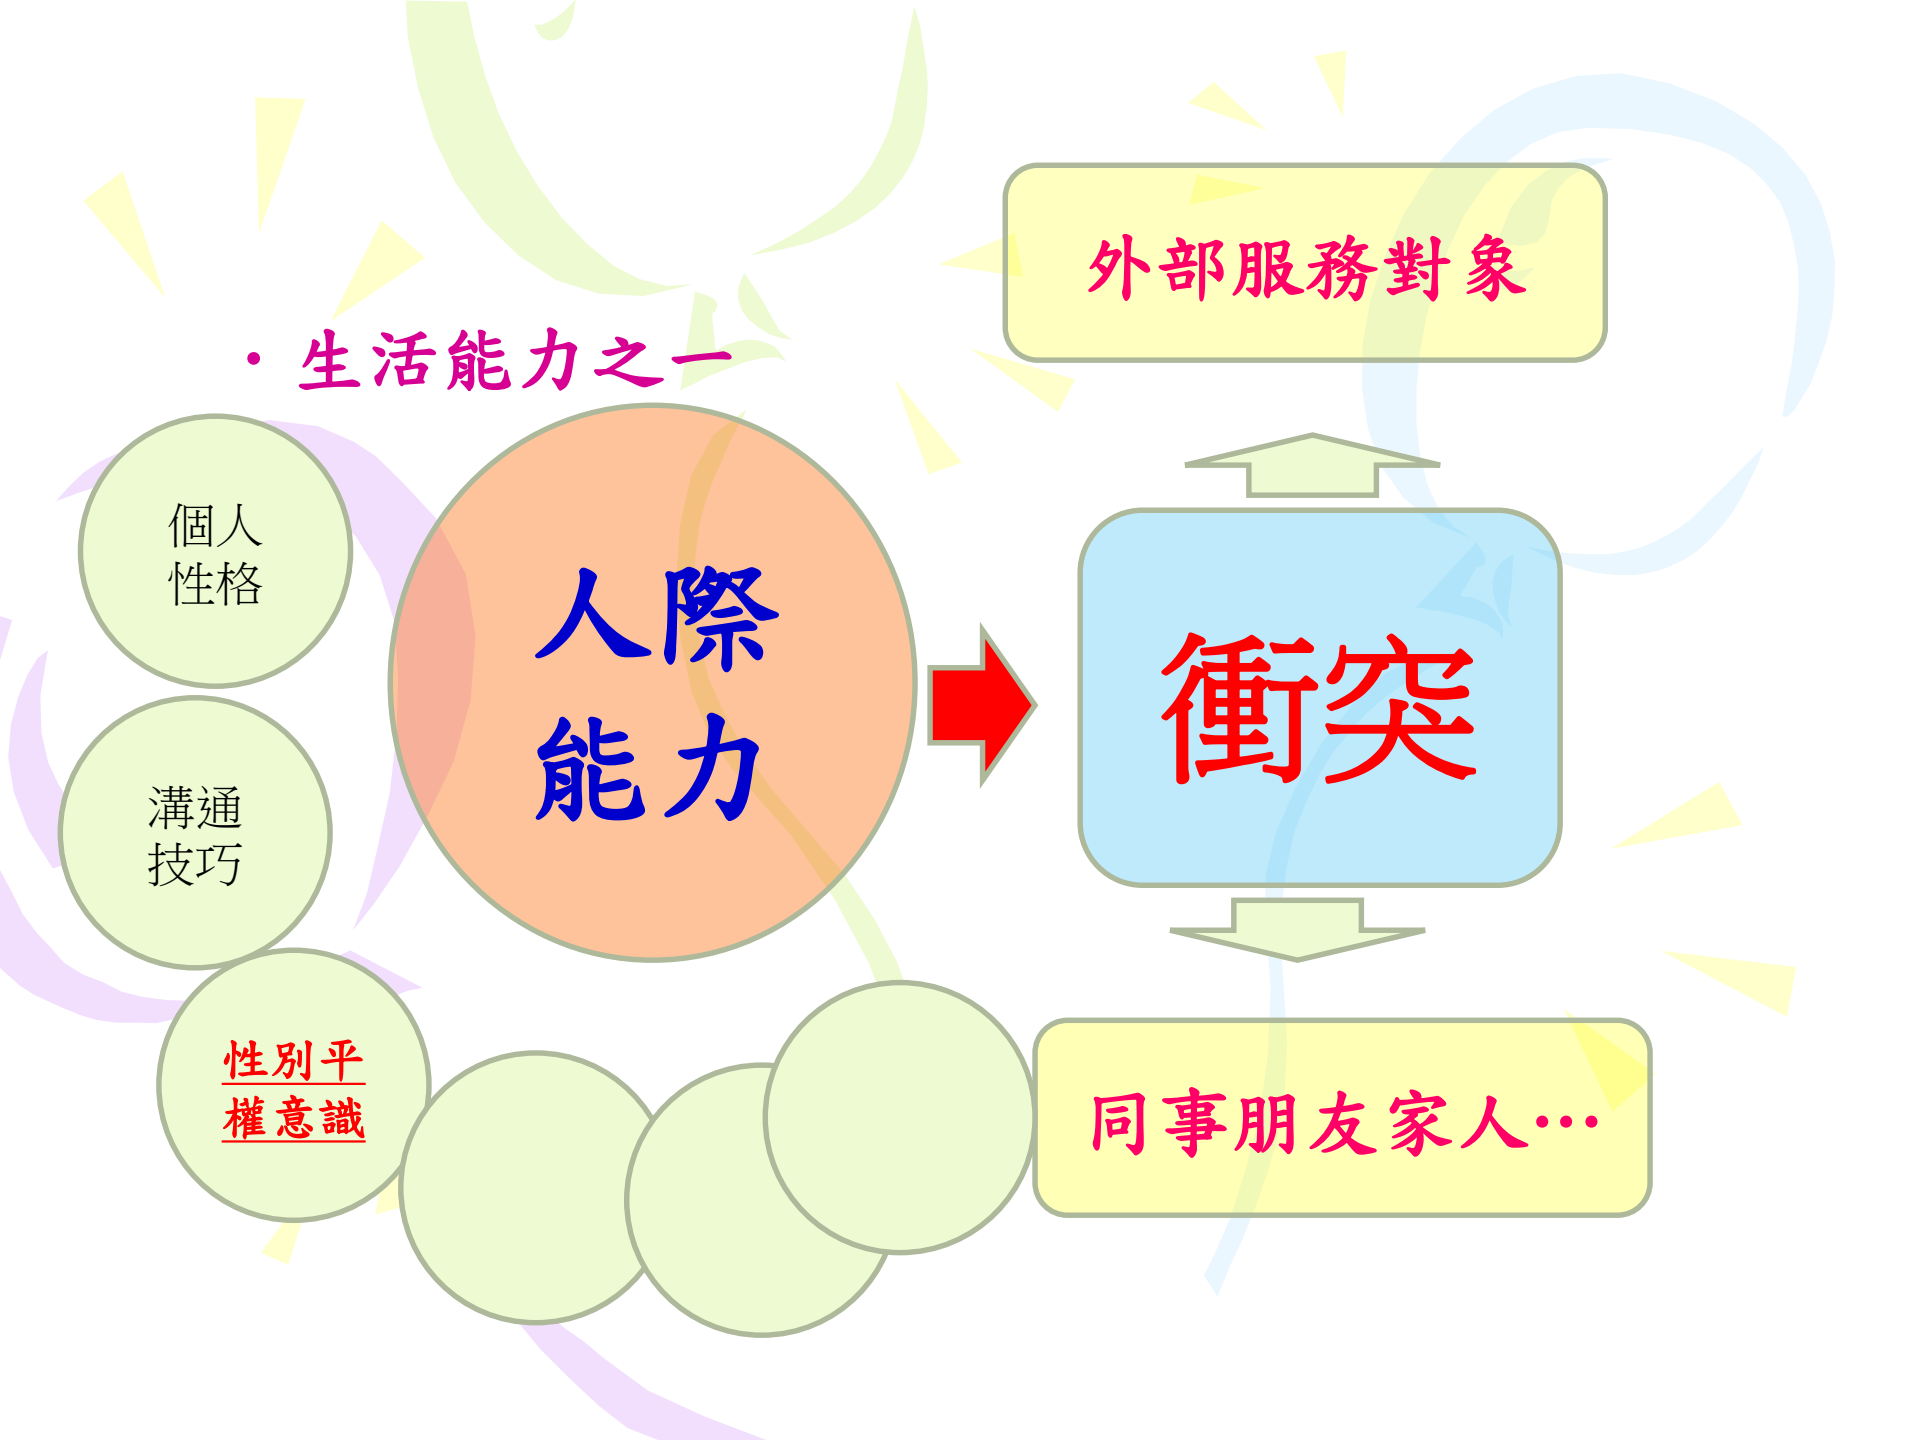 •生活能力之一
個人
性格
溝通
技巧
性別平
權意識
人際
能力
衝突
外部服務對象
同事朋友家人…